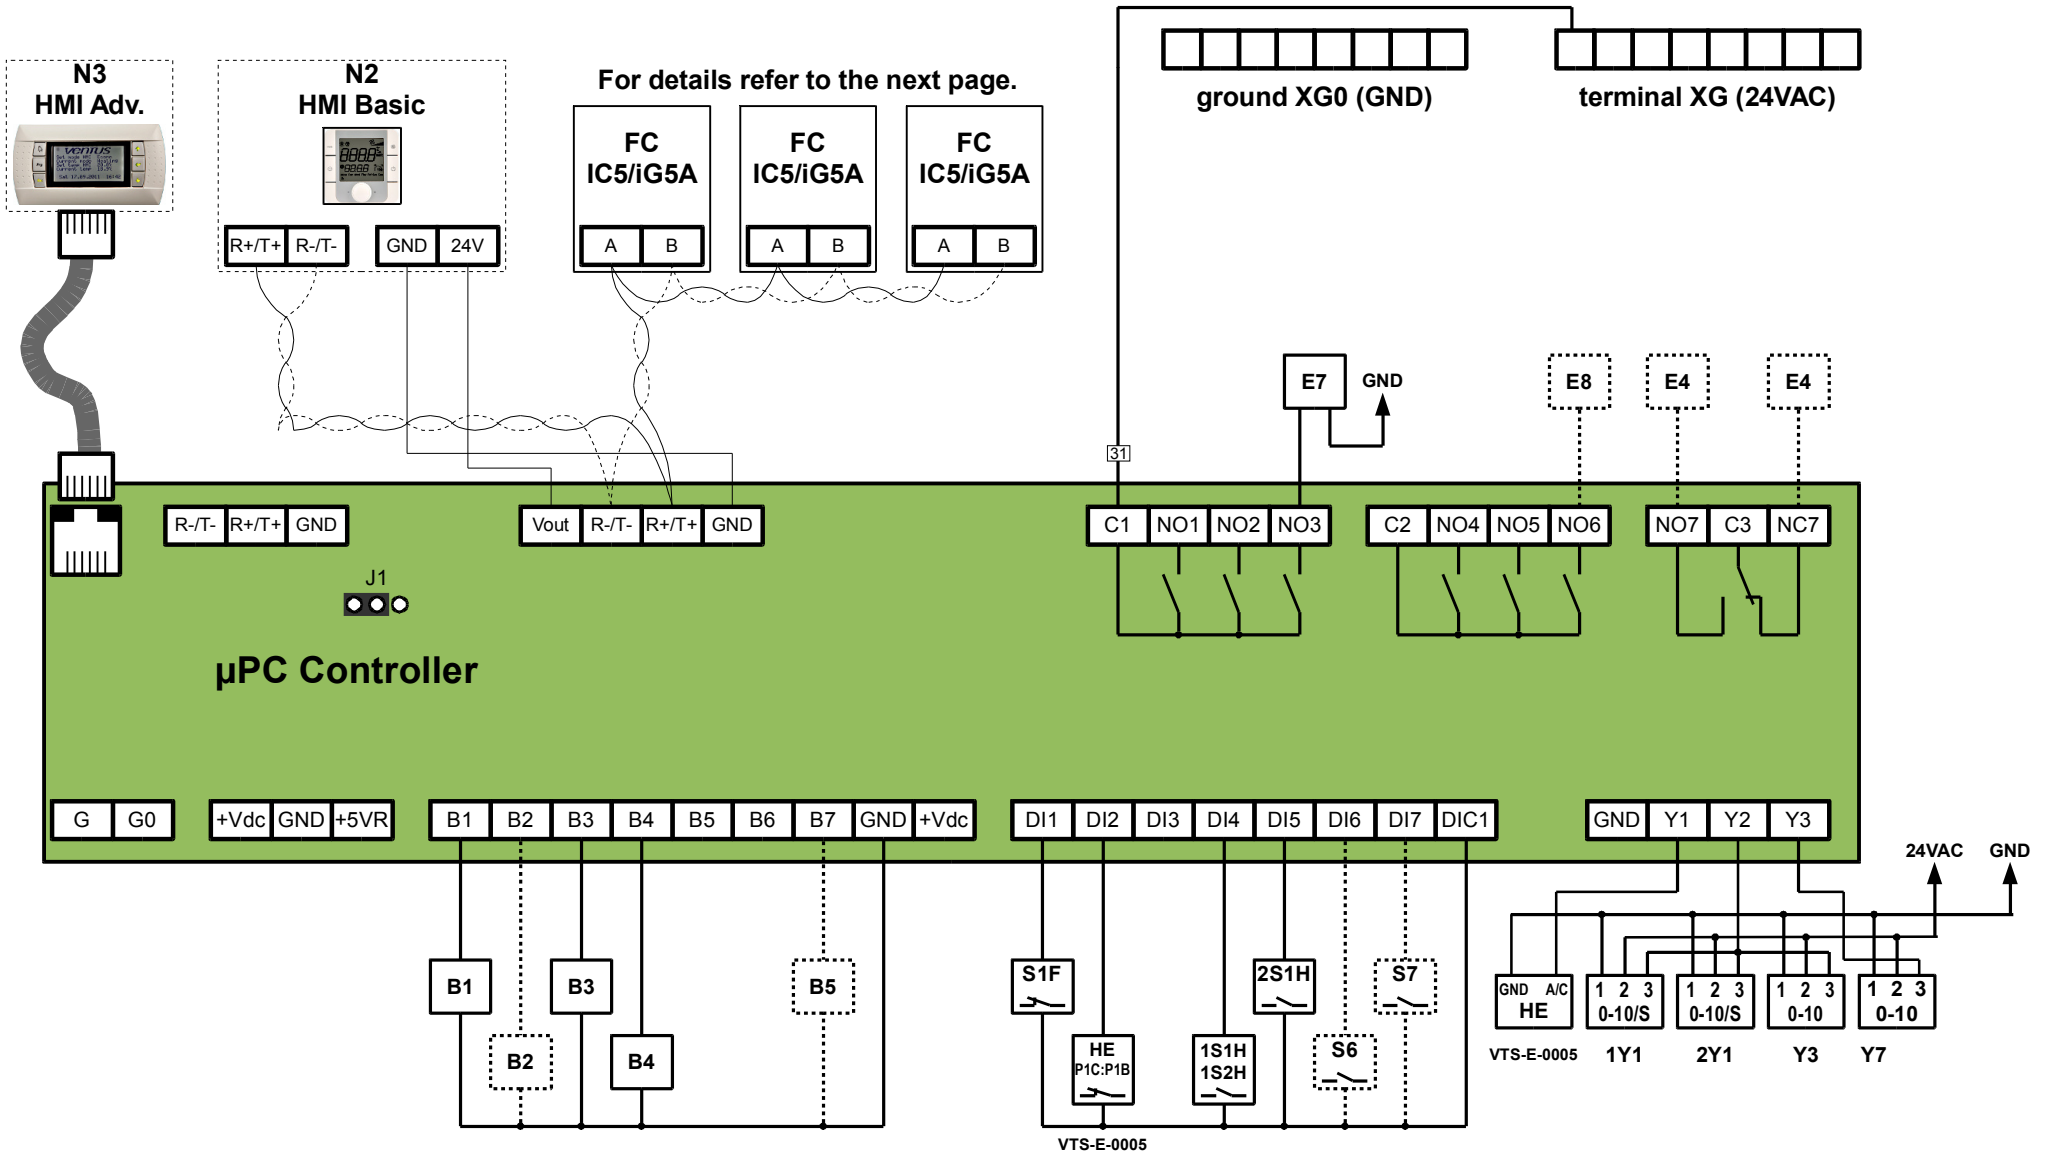 N3
HMI Adv.
N2
HMI Basic
For details refer to the next page.
ground XG0 (GND)
terminal XG (24VAC)
FC
IC5/iG5A
FC
IC5/iG5A
FC
IC5/iG5A
VENTUS
R+/T+ R-/T- GND 24V
A B
A B
A B
E7
GND
E8
E4
E4
31
R-/T- R+/T+ GND
Vout R-/T- R+/T+ GND
C1 NO1 NO2 NO3
C2 NO4 NO5 NO6
NO7 C3 NC7
J1
µPC Controller
G G0
+Vdc GND +5VR
B1 B2 B3 B4 B5 B6 B7 GND +Vdc
DI1 DI2 DI3 DI4 DI5 DI6 DI7 DIC1
GND Y1 Y2 Y3
24VAC
GND
B1
B2
B3
B4
B5
S1F
HE
P1C:P1B
VTS-E-0005
1S1H
1S2H
2S1H
S6
S7
GND A/C
HE
VTS-E-0005
1 2 3
0-10/S
1Y1
1 2 3
0-10/S
2Y1
1 2 3
0-10
Y3
1 2 3
0-10
Y7